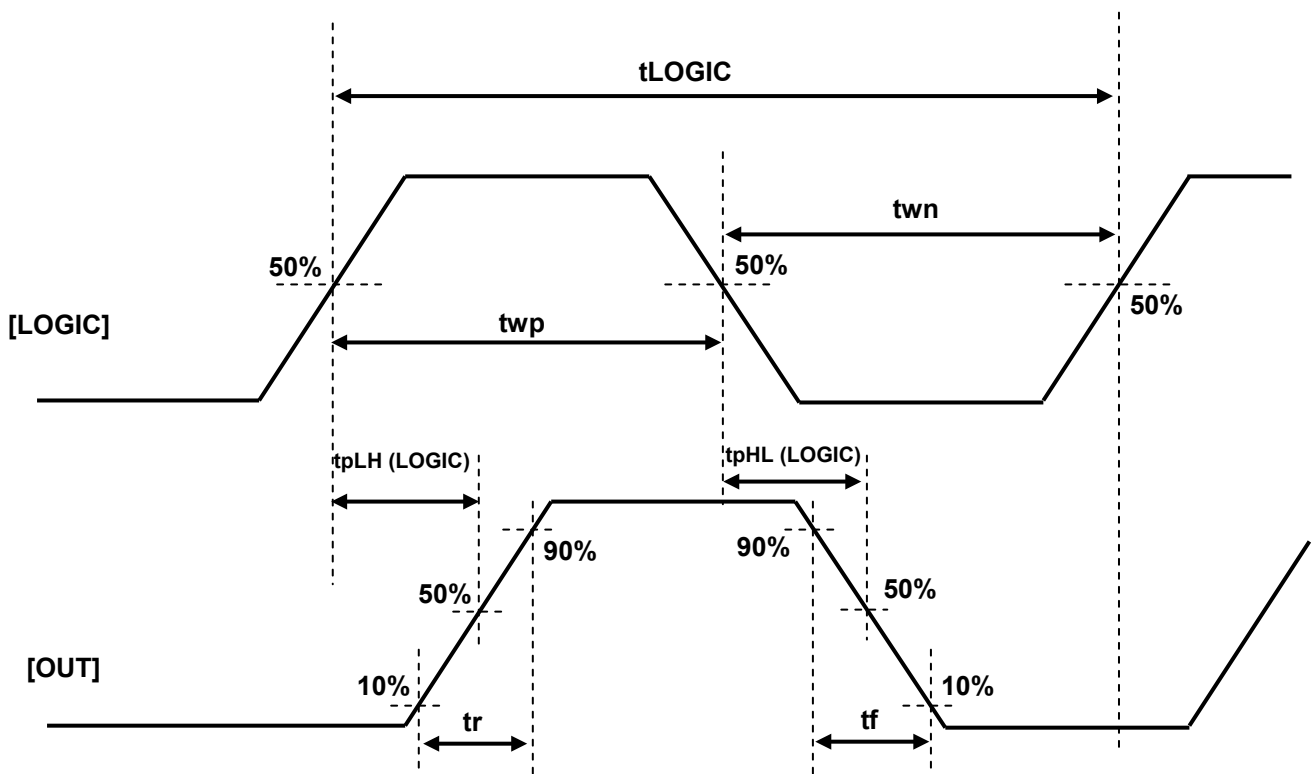 tLOGIC
twn
50%
50%
50%
[LOGIC]
twp
tpLH (LOGIC)
tpHL (LOGIC)
90%
90%
50%
50%
[OUT]
10%
10%
tr
tf